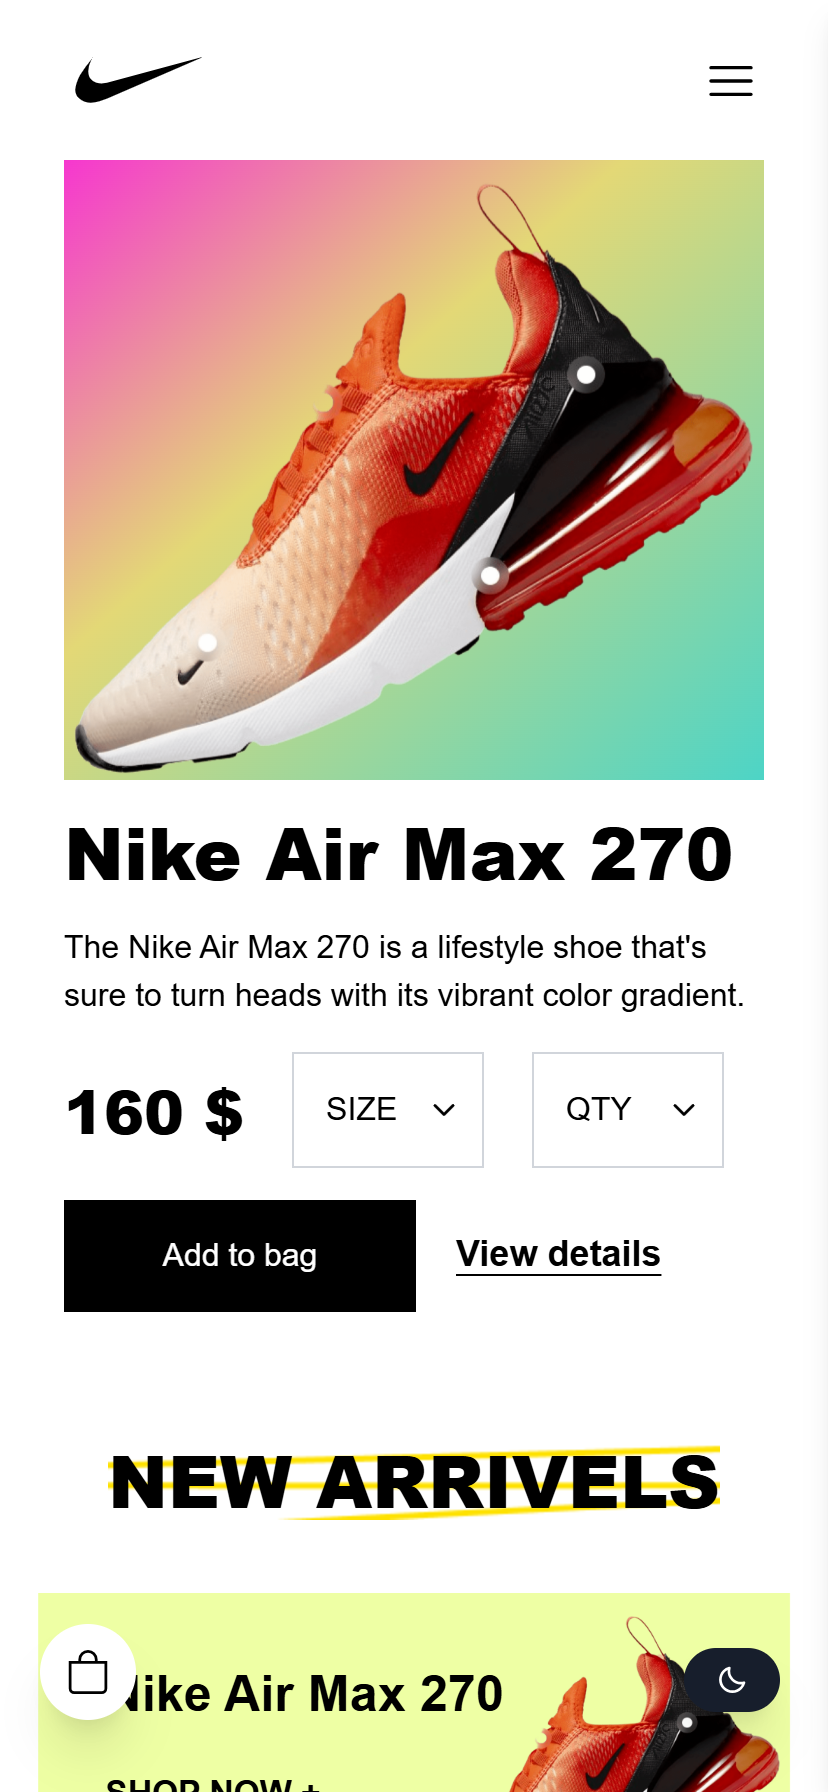 Nike Air Max 270
The Nike Air Max 270 is a lifestyle shoe that's
sure to turn heads with its vibrant color gradient.
160 $
SIZE
QTY
Add to bag
View details
NEW ARRIVELS
Nike Air Max 270
SHOP NOW +